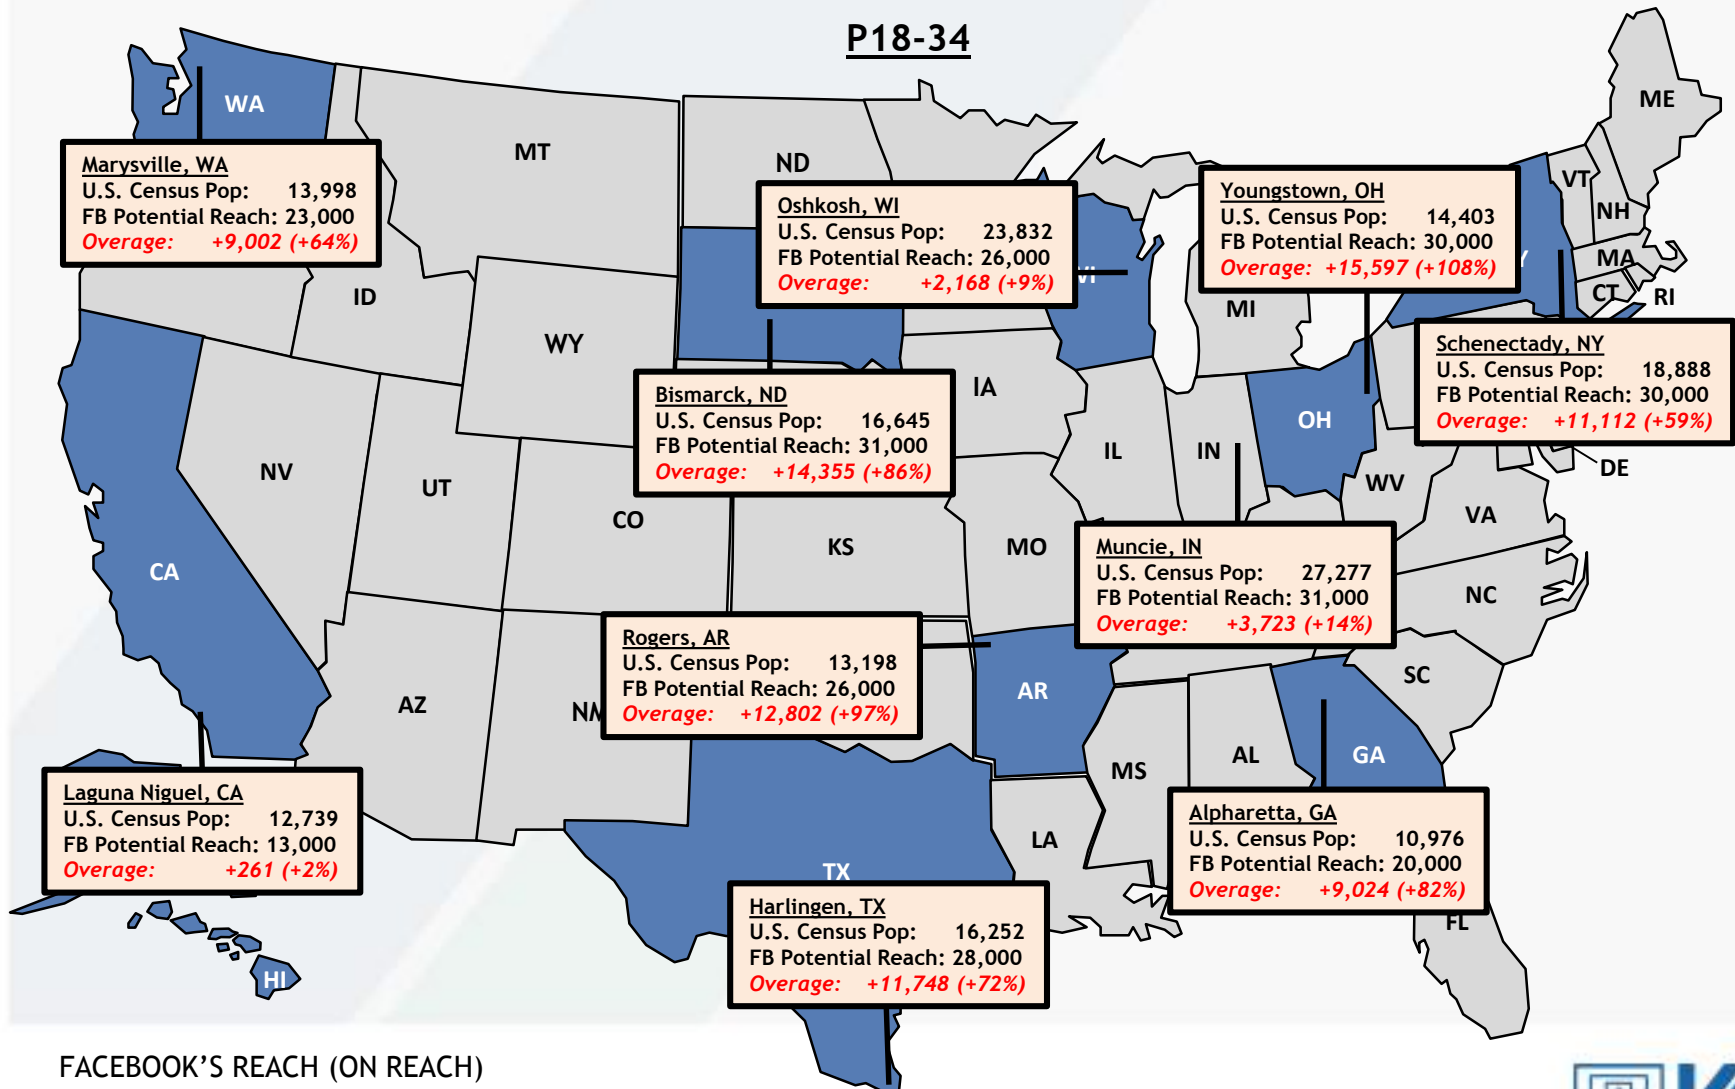 P18-34
WA
MT
ND
ME
VT
NH
MA
CT
RI
ID
WY
MI
IA
NV
UT
CO
KS
MO
IL
IN
OH
WV
DE
VA
NC
SC
CA
AZ
AR
MS
AL
GA
LA
TX
FL
HI
Marysville, WA
U.S. Census Pop: 13,998
FB Potential Reach: 23,000
Overage: +9,002 (+64%)
Oshkosh, WI
U.S. Census Pop: 23,832
FB Potential Reach: 26,000
Overage: +2,168 (+9%)
Youngstown, OH
U.S. Census Pop: 14,403
FB Potential Reach: 30,000
Overage: +15,597 (+108%)
Schenectady, NY
U.S. Census Pop: 18,888
FB Potential Reach: 30,000
Overage: +11,112 (+59%)
Bismarck, ND
U.S. Census Pop: 16,645
FB Potential Reach: 31,000
Overage: +14,355 (+86%)
Muncie, IN
U.S. Census Pop: 27,277
FB Potential Reach: 31,000
Overage: +3,723 (+14%)
Rogers, AR
U.S. Census Pop: 13,198
FB Potential Reach: 26,000
Overage: +12,802 (+97%)
Laguna Niguel, CA
U.S. Census Pop: 12,739
FB Potential Reach: 13,000
Overage: +261 (+2%)
Alpharetta, GA
U.S. Census Pop: 10,976
FB Potential Reach: 20,000
Overage: +9,024 (+82%)
Harlingen, TX
U.S. Census Pop: 16,252
FB Potential Reach: 28,000
Overage: +11,748 (+72%)
FACEBOOK'S REACH (ON REACH)